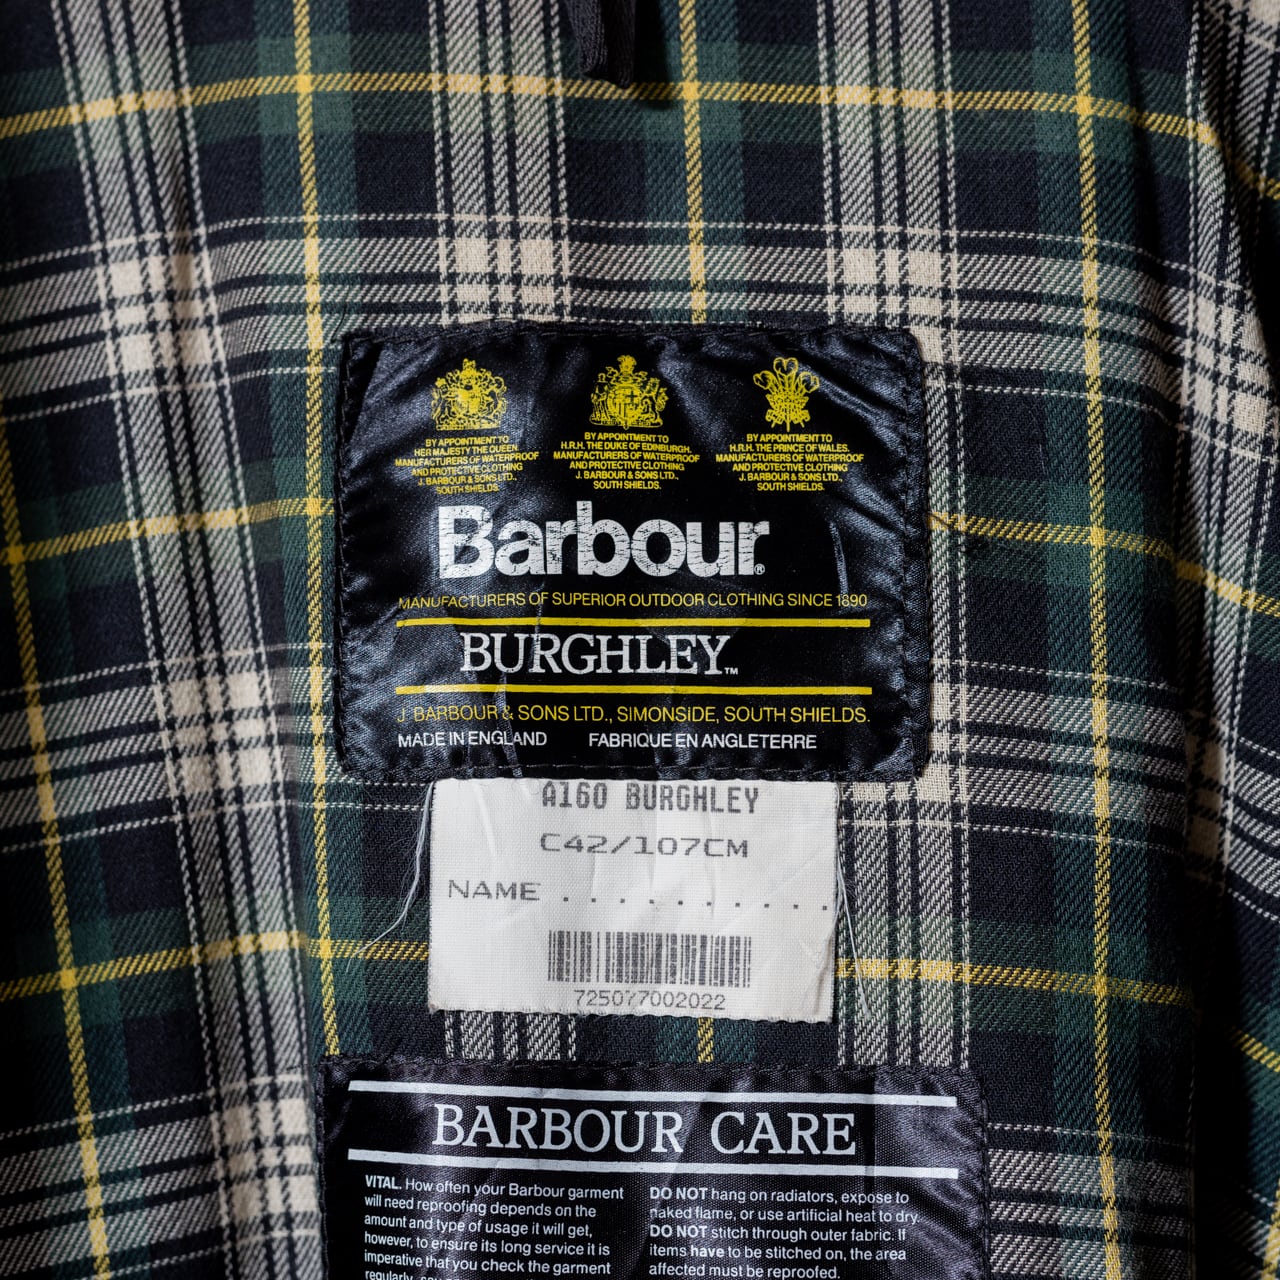 BY APPOINTMENT TO
HER MAJESTY THE QUEEN
MANUFACTURERS OF WATERPROOF
AND PROTECTIVE CLOTHING
J. BARBOUR & SONS LTD.,
SOUTH SHIELDS.
BY APPOINTMENT TO
H.R.H. THE DUKE OF EDINBURGH.
MANUFACTURERS OF WATERPROOF
AND PROTECTIVE CLOTHING
J. BARBOUR & SONS LTD.,
SOUTH SHIELDS.
BY APPOINTMENT TO
H.R.H. THE PRINCE OF WALES.
MANUFACTURERS OF WATERPROOF
AND PROTECTIVE CLOTHING
J. BARBOUR & SONS LTD.,
SOUTH SHIELDS.
Barbour®
MANUFACTURERS OF SUPERIOR OUTDOOR CLOTHING SINCE 1890
BURGHLEY™
J. BARBOUR & SONS LTD., SIMONSIDE, SOUTH SHIELDS.
MADE IN ENGLAND FABRIQUE EN ANGLETERRE
A160 BURGHLEY
C42/107CM
NAME . . . . . . . . . .
725077002022
BARBOUR CARE
VITAL. How often your Barbour garment
will need reproofing depends on the
amount and type of usage it will get,
however, to ensure its long service it is
imperative that you check the garment
regularly,
DO NOT hang on radiators, expose to
naked flame, or use artificial heat to dry.
DO NOT stitch through outer fabric. If
items have to be stitched on, the area
affected must be reproofed.